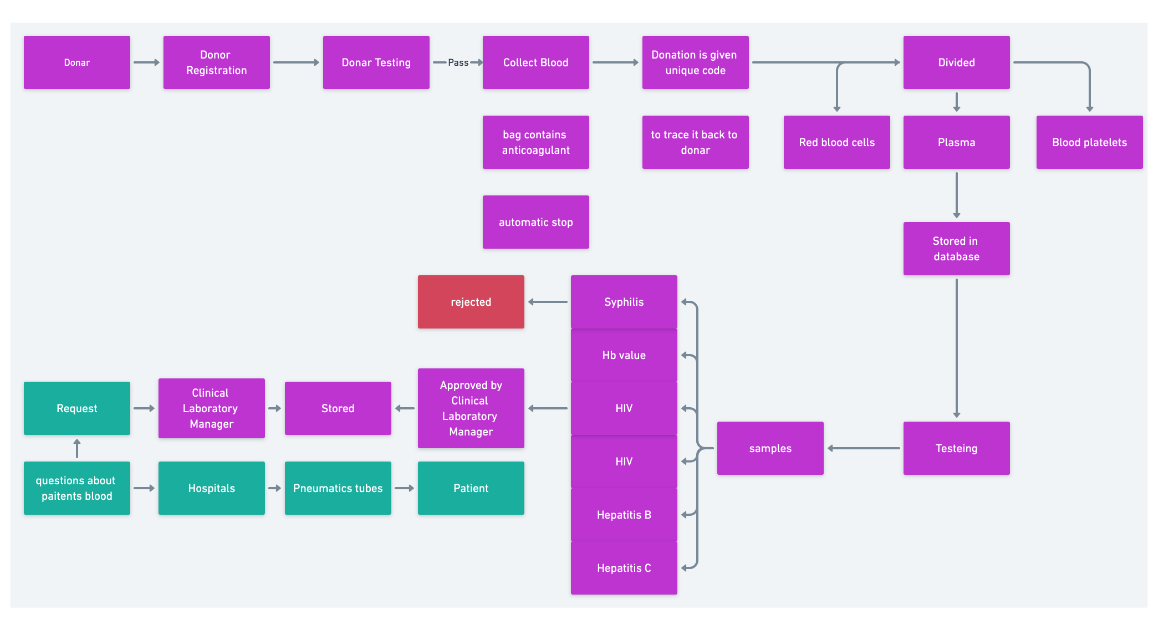 Donar
Donor
Registration
Donar Testing
Pass
Collect Blood
Donation is given
unique code
Divided
bag contains
anticoagulant
to trace it back to
donar
Red blood cells
Plasma
Blood platelets
automatic stop
Stored in
database
rejected
Syphilis
Hb value
Request
Clinical
Laboratory
Manager
Stored
Approved by
Clinical
Laboratory
Manager
HIV
samples
Testeing
questions about
paitents blood
Hospitals
Pneumatics tubes
Patient
HIV
Hepatitis B
Hepatitis C